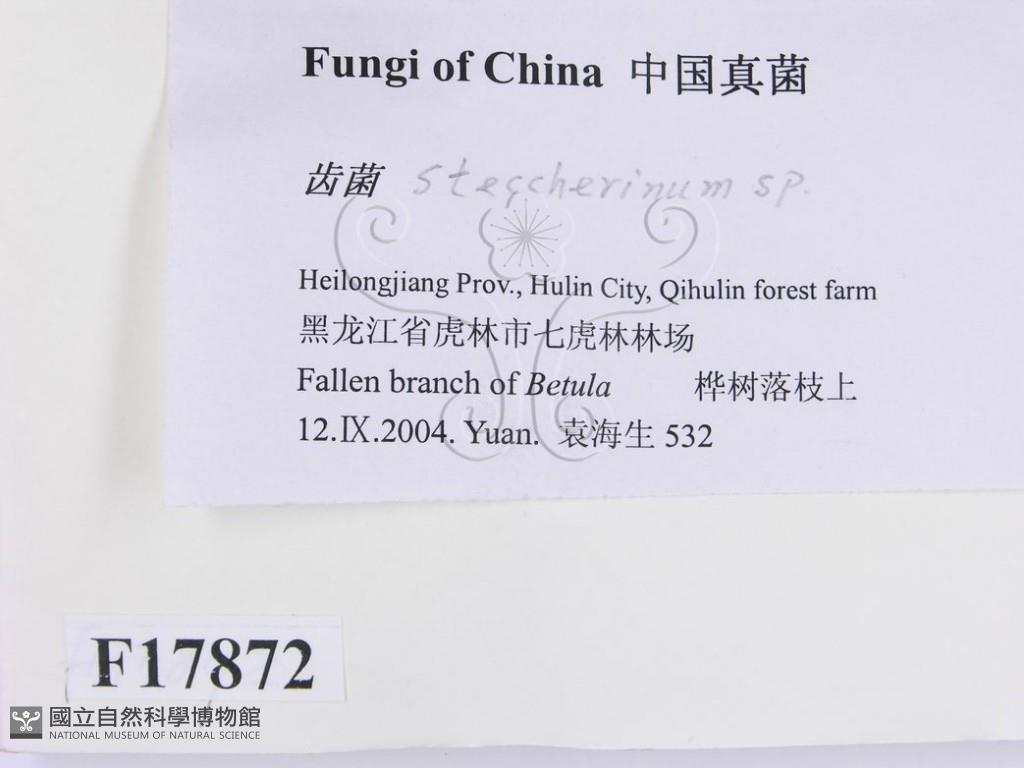 Fungi of China 中国真菌
齿菌 Steccherinum sp.
Heilongjiang Prov., Hulin City, Qihulin forest farm
黑龙江省虎林市七虎林林场
Fallen branch of Betula 桦树落枝上
12.Ⅸ.2004. Yuan. 袁海生 532
F17872
國立自然科學博物館
NATIONAL MUSEUM OF NATURAL SCIENCE